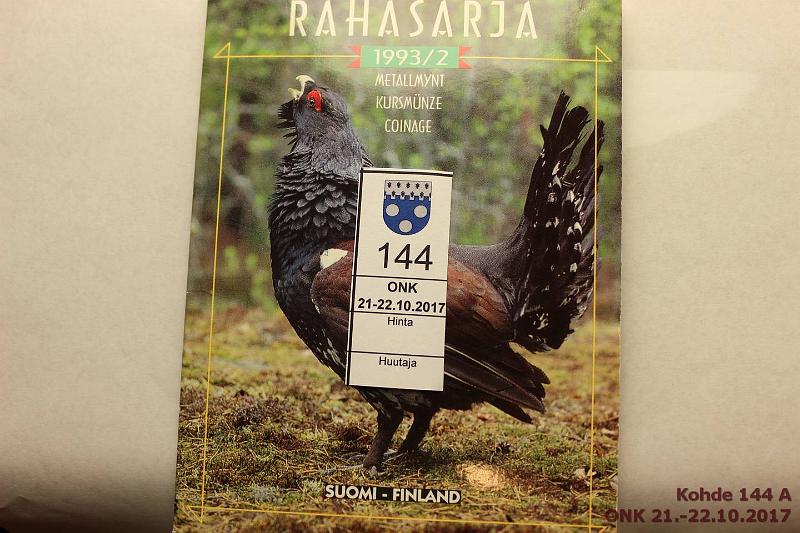 RAHASARJA
1993/2
METALLMYNT
KURSMÜNZE
COINAGE
144
ONK
21-22.10.2017
Hinta
Huutaja
SUOMI - FINLAND
Kohde 144 A
ONK 21.-22.10.2017